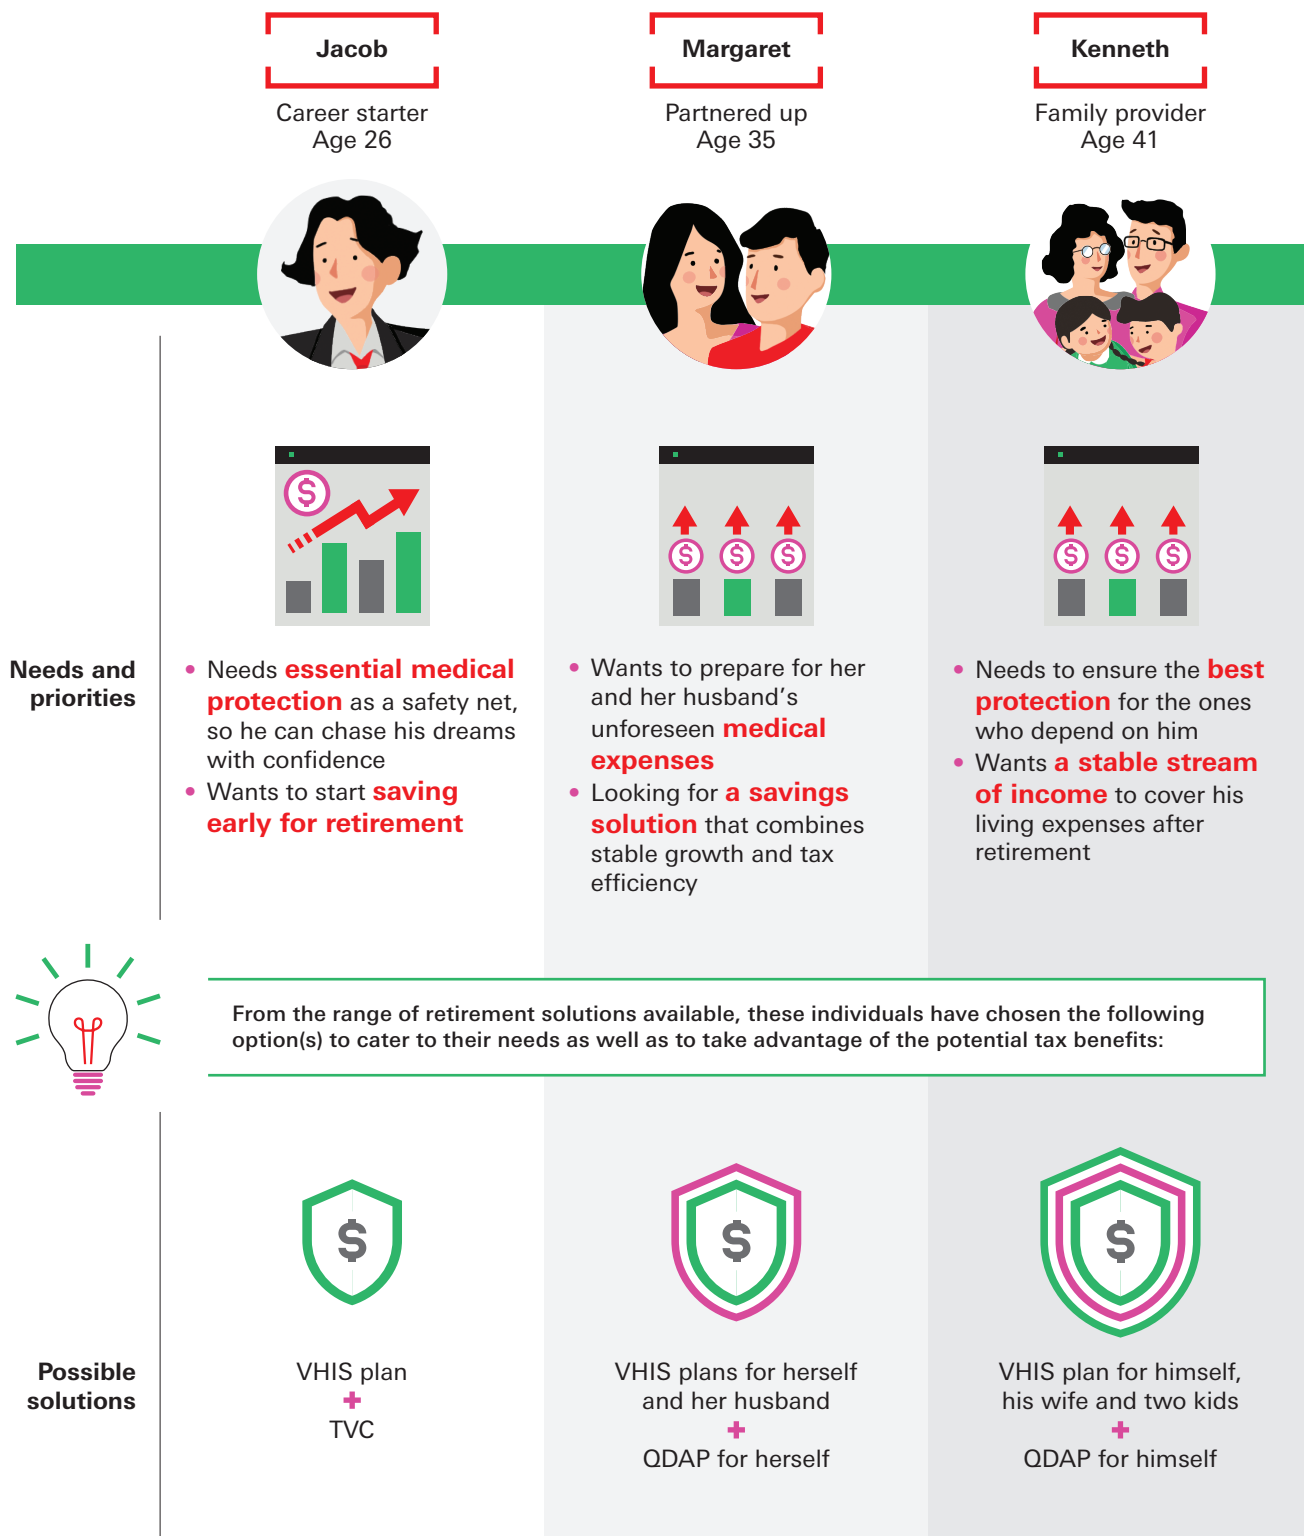 Jacob
Career starter
Age 26
Margaret
Partnered up
Age 35
Kenneth
Family provider
Age 41
Needs and
priorities
$
• Needs essential medical
protection as a safety net,
so he can chase his dreams
with confidence
• Wants to start saving
early for retirement
$ $ $
• Wants to prepare for her
and her husband’s
unforeseen medical
expenses
• Looking for a savings
solution that combines
stable growth and tax
efficiency
$ $ $
• Needs to ensure the best
protection for the ones
who depend on him
• Wants a stable stream
of income to cover his
living expenses after
retirement
From the range of retirement solutions available, these individuals have chosen the following
option(s) to cater to their needs as well as to take advantage of the potential tax benefits:
Possible
solutions
$
VHIS plan
+
TVC
$
VHIS plans for herself
and her husband
+
QDAP for herself
$
VHIS plan for himself,
his wife and two kids
+
QDAP for himself